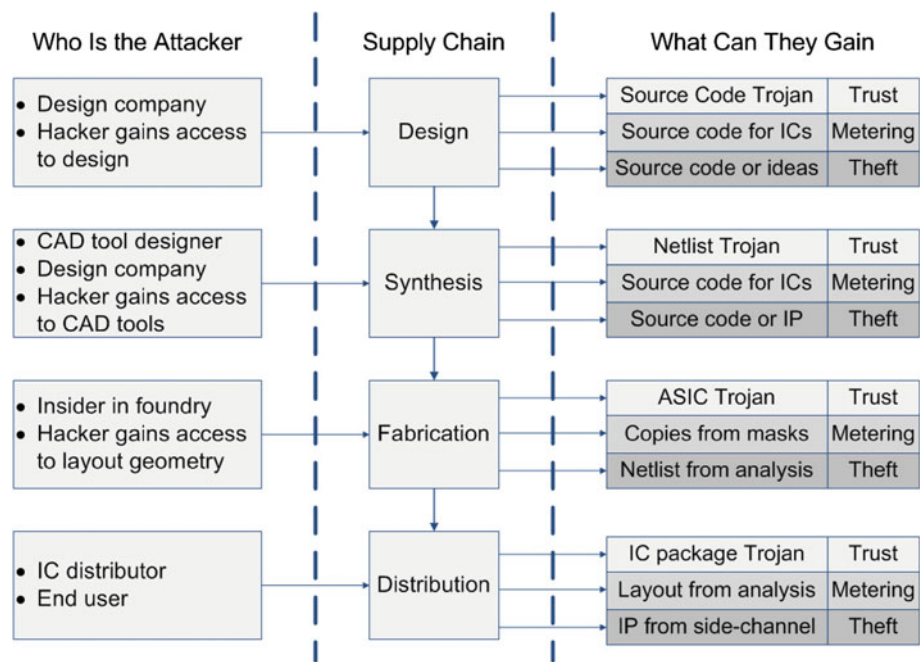 Who Is the Attacker
Supply Chain
What Can They Gain
• Design company
• Hacker gains access
to design
Design
Source Code Trojan Trust
Source code for ICs Metering
Source code or ideas Theft
• CAD tool designer
• Design company
• Hacker gains access
to CAD tools
Synthesis
Netlist Trojan Trust
Source code for ICs Metering
Source code or IP Theft
• Insider in foundry
• Hacker gains access
to layout geometry
Fabrication
ASIC Trojan Trust
Copies from masks Metering
Netlist from analysis Theft
• IC distributor
• End user
Distribution
IC package Trojan Trust
Layout from analysis Metering
IP from side-channel Theft